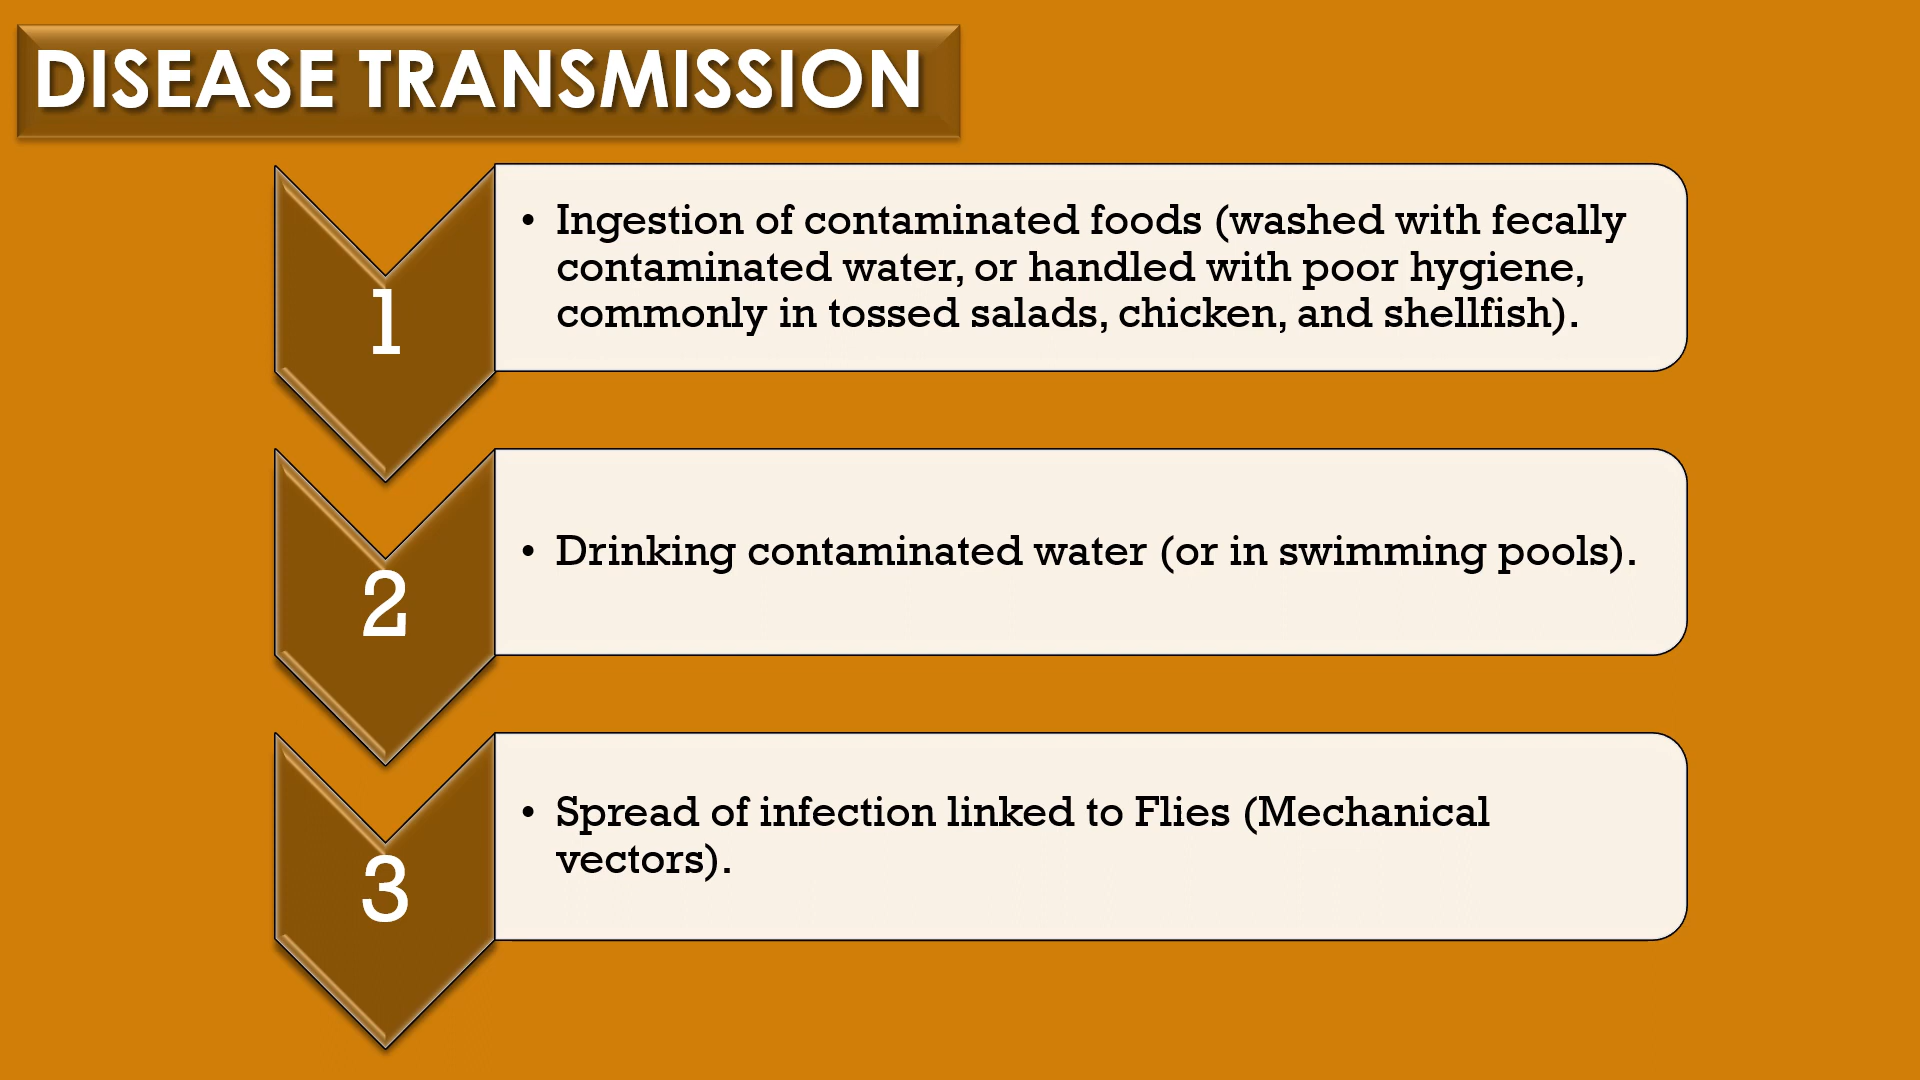 DISEASE TRANSMISSION
1
• Ingestion of contaminated foods (washed with fecally
contaminated water, or handled with poor hygiene,
commonly in tossed salads, chicken, and shellfish).
2
• Drinking contaminated water (or in swimming pools).
3
• Spread of infection linked to Flies (Mechanical
vectors).